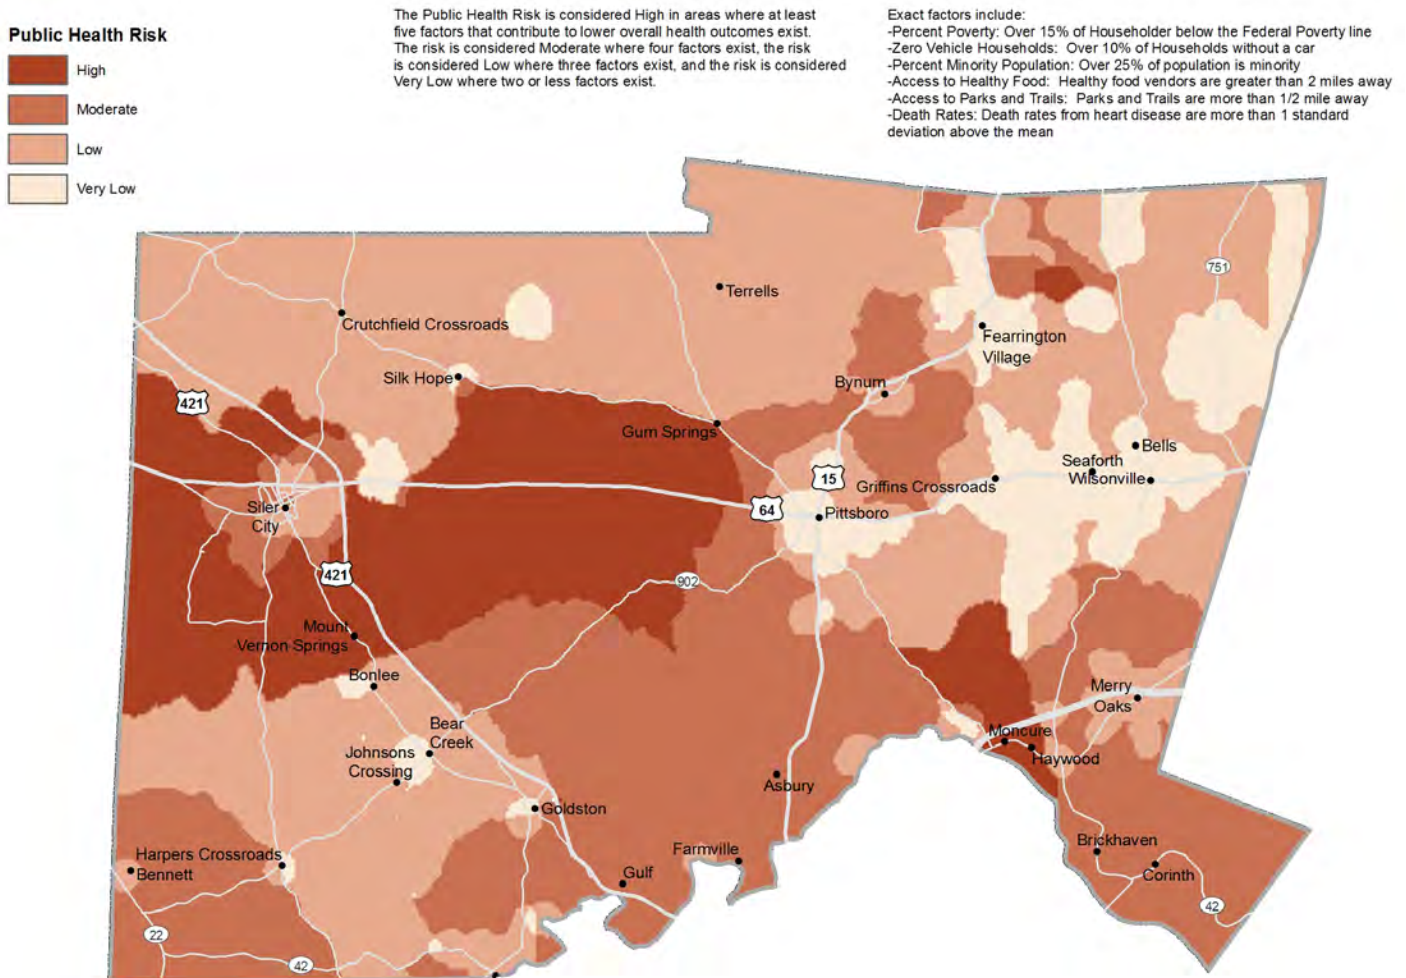 The Public Health Risk is considered High in areas where at least
five factors that contribute to lower overall health outcomes exist.
The risk is considered Moderate where four factors exist, the risk
is considered Low where three factors exist, and the risk is considered
Very Low where two or less factors exist.
Exact factors include:
-Percent Poverty: Over 15% of Householder below the Federal Poverty line
-Zero Vehicle Households: Over 10% of Households without a car
-Percent Minority Population: Over 25% of population is minority
-Access to Healthy Food: Healthy food vendors are greater than 2 miles away
-Access to Parks and Trails: Parks and Trails are more than 1/2 mile away
-Death Rates: Death rates from heart disease are more than 1 standard
deviation above the mean
Public Health Risk
High
Moderate
Low
Very Low
751
Terrells
Crutchfield Crossroads
Fearrington
Village
Silk Hope
Bynum
421
Gum Springs
Bells
Seaforth
Wilsonville
15
Griffins Crossroads
64
Pittsboro
Siler
City
421
902
Mount
Vernon Springs
Bonlee
Merry
Oaks
Bear
Creek
Moncure
Haywood
Johnsons
Crossing
Asbury
Goldston
Brickhaven
Farmville
Harpers Crossroads
Bennett
Gulf
Corinth
42
22
42